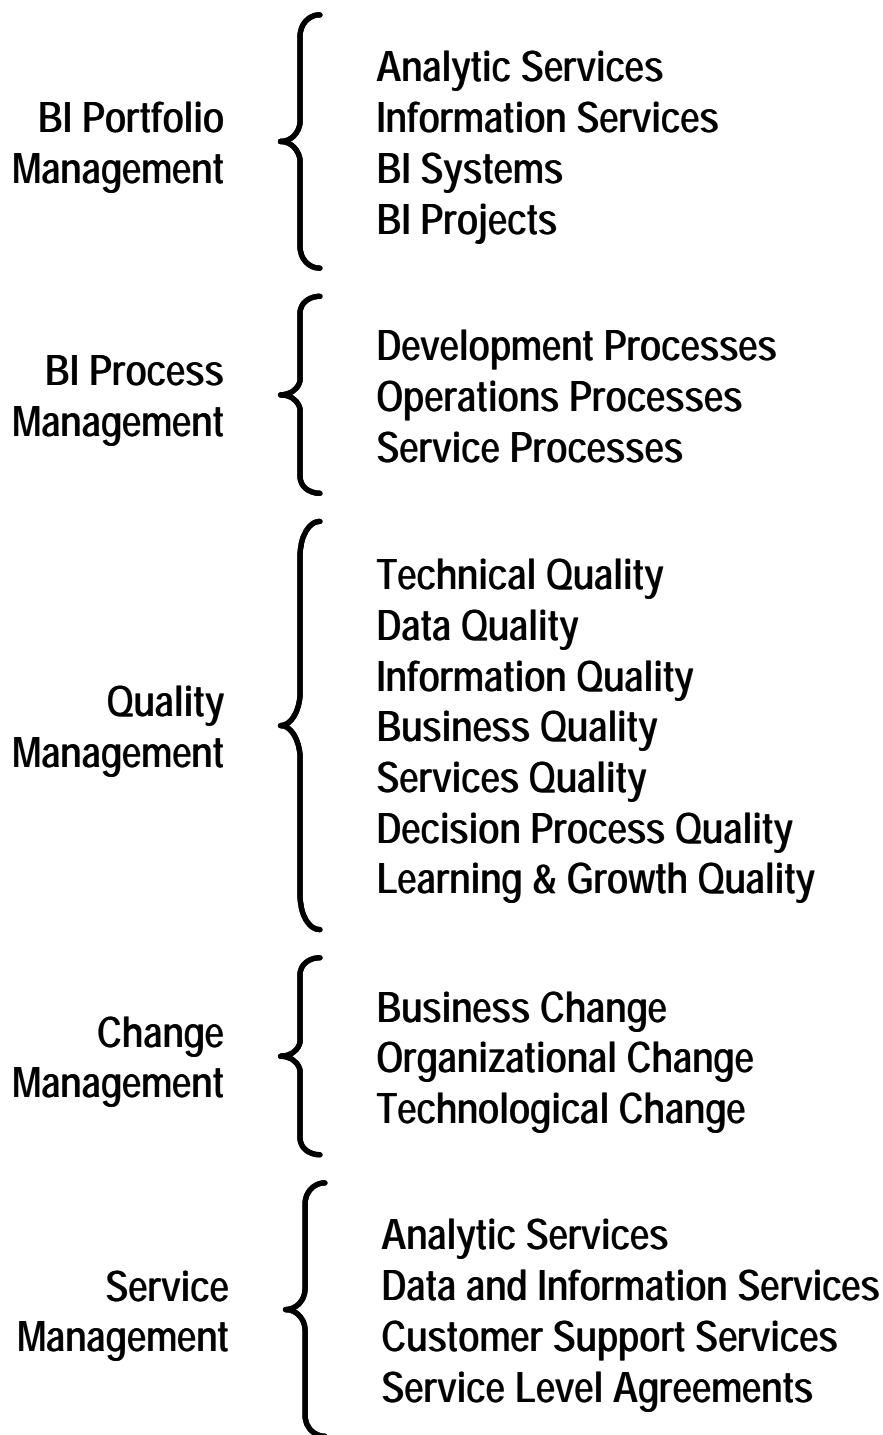 BI Portfolio
Management
Analytic Services
Information Services
BI Systems
BI Projects
BI Process
Management
Development Processes
Operations Processes
Service Processes
Quality
Management
Technical Quality
Data Quality
Information Quality
Business Quality
Services Quality
Decision Process Quality
Learning & Growth Quality
Change
Management
Business Change
Organizational Change
Technological Change
Service
Management
Analytic Services
Data and Information Services
Customer Support Services
Service Level Agreements